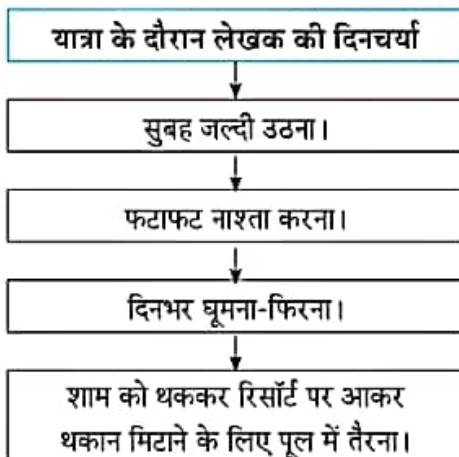 यात्रा के दौरान लेखक की दिनचर्या
सुबह जल्दी उठना।
फटाफट नाश्ता करना।
दिनभर घूमना-फिरना।
शाम को थककर रिसॉर्ट पर आकर
थकान मिटाने के लिए पूल में तैरना।